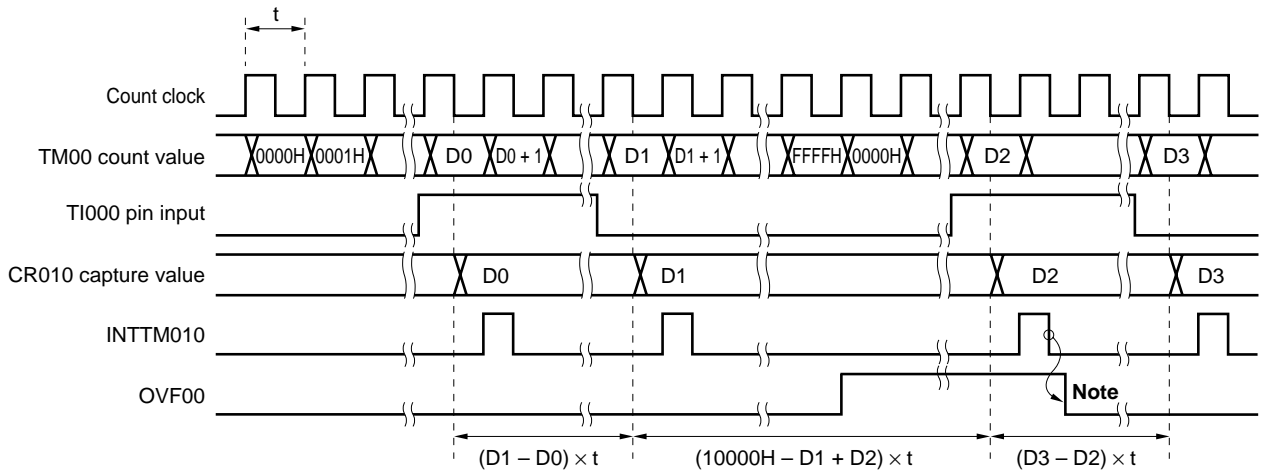 t
Count clock
TM00 count value 0000H 0001H D0 D0 + 1 D1 D1 + 1 FFFFH 0000H D2 D3
TI000 pin input
CR010 capture value D0 D1 D2 D3
INTTM010
OVF00 Note
(D1 – D0) × t (10000H – D1 + D2) × t (D3 – D2) × t